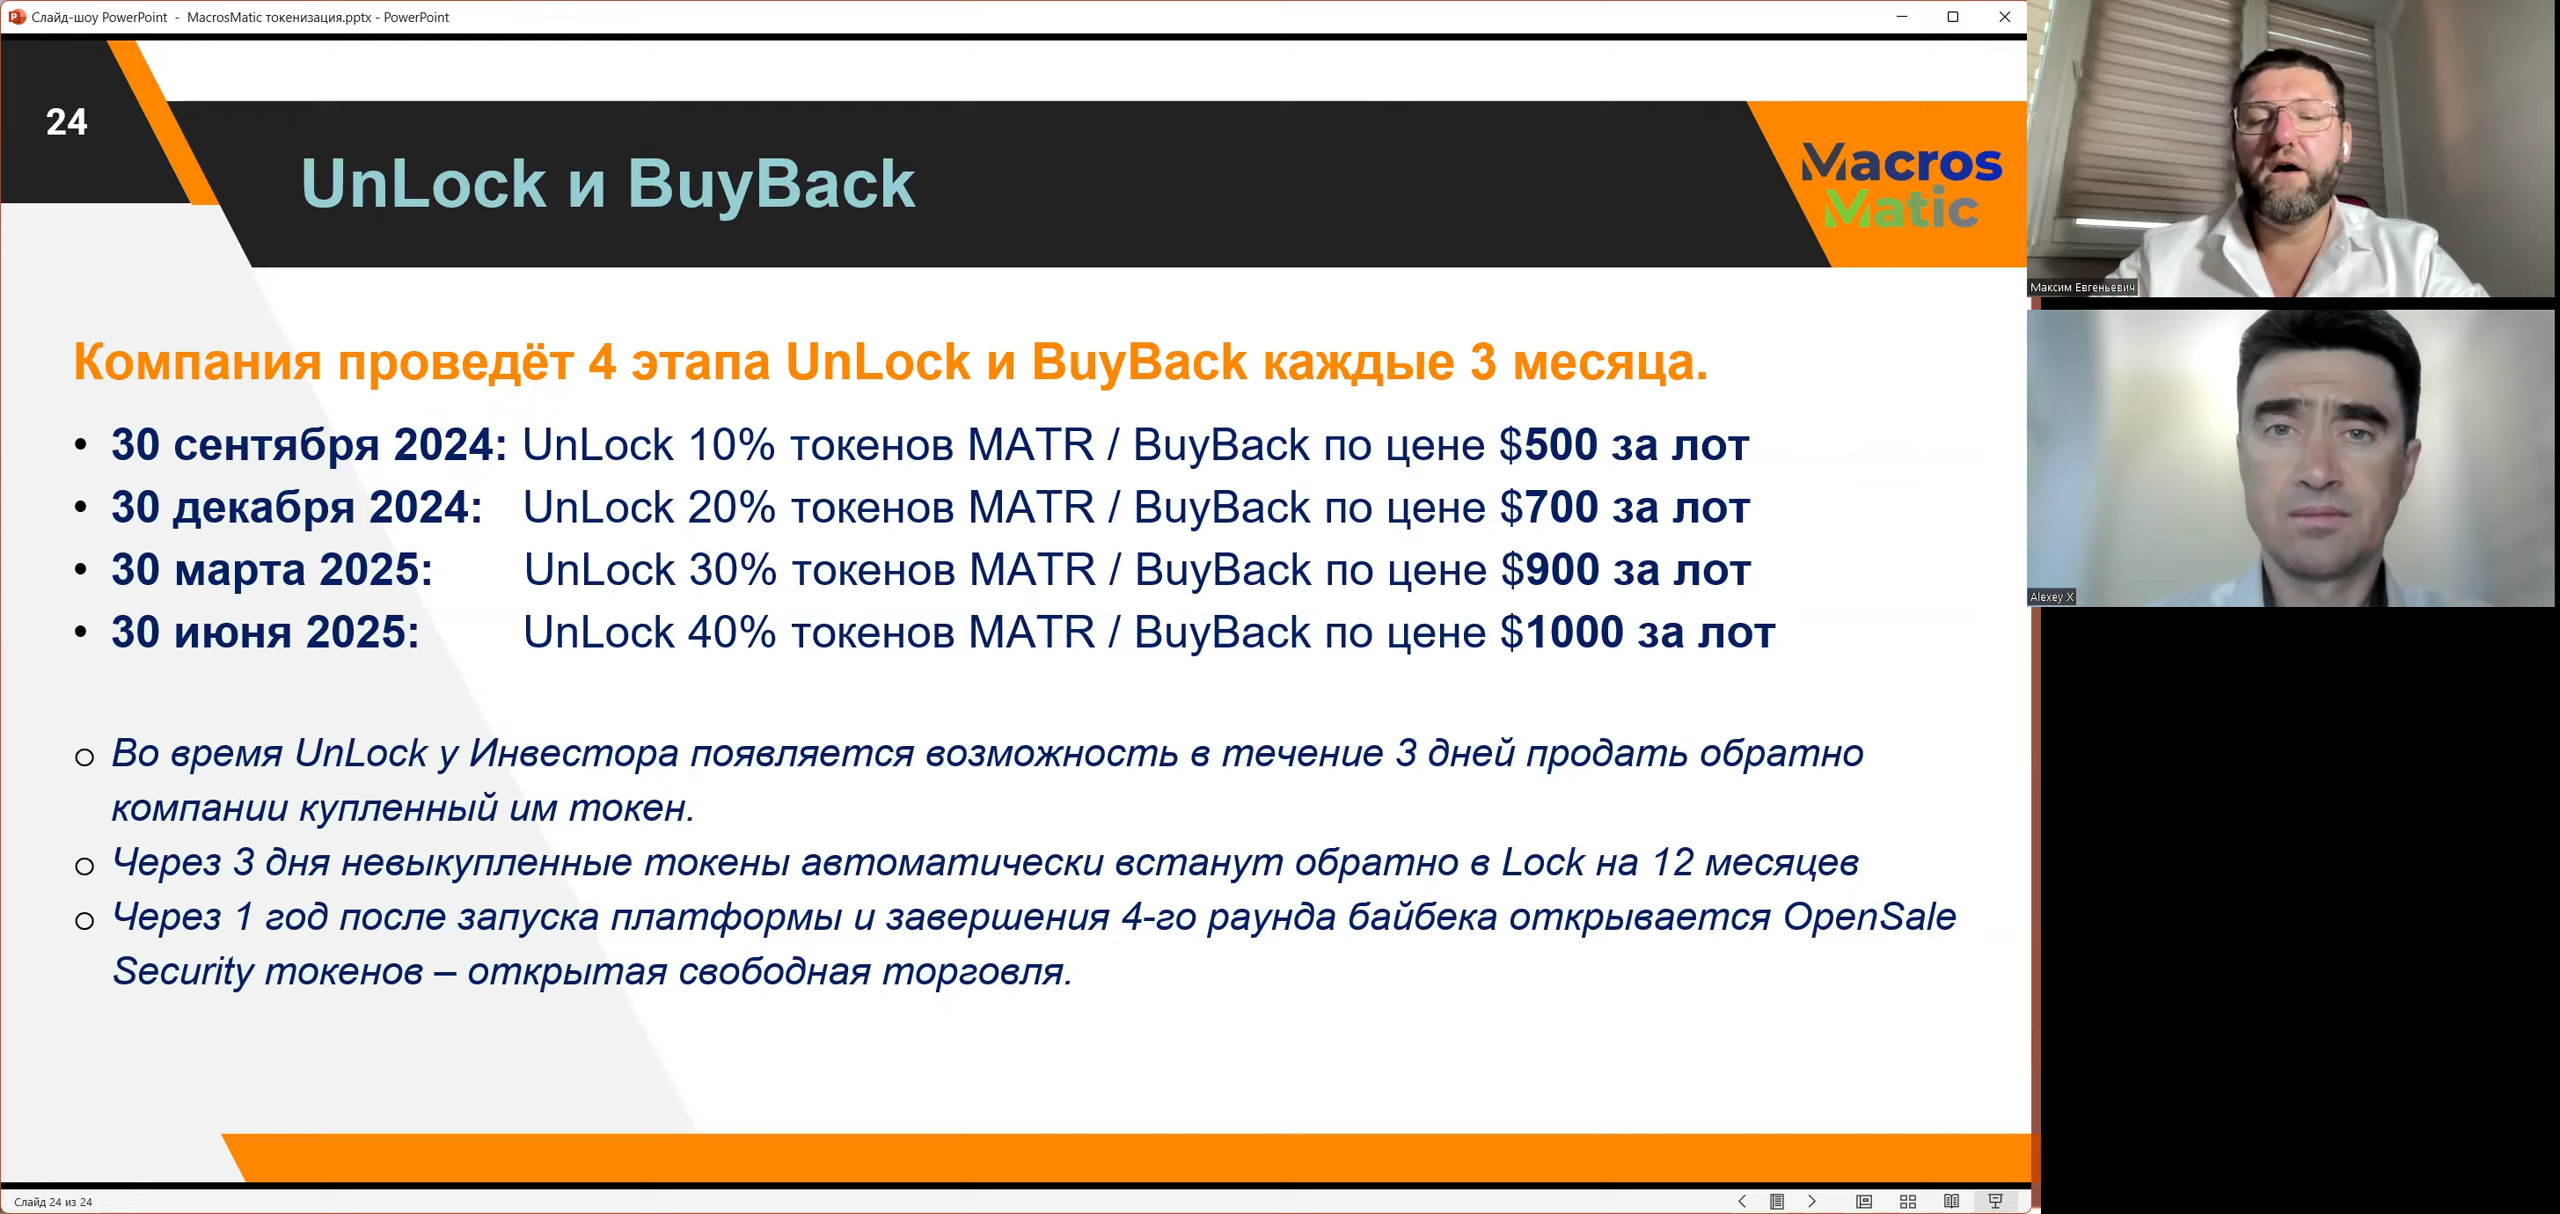 Слайд-шоу PowerPoint - MacrosMatic токенизация.pptx - PowerPoint
24
UnLock и BuyBack
Macros
Matic
Компания проведёт 4 этапа UnLock и BuyBack каждые 3 месяца.
• 30 сентября 2024: UnLock 10% токенов MATR / BuyBack по цене $500 за лот
• 30 декабря 2024: UnLock 20% токенов MATR / BuyBack по цене $700 за лот
• 30 марта 2025: UnLock 30% токенов MATR / BuyBack по цене $900 за лот
• 30 июня 2025: UnLock 40% токенов MATR / BuyBack по цене $1000 за лот
o Во время UnLock у Инвестора появляется возможность в течение 3 дней продать обратно
компании купленный им токен.
o Через 3 дня невыкупленные токены автоматически встанут обратно в Lock на 12 месяцев
o Через 1 год после запуска платформы и завершения 4-го раунда байбека открывается OpenSale
Security токенов – открытая свободная торговля.
Слайд 24 из 24
Максим Евгеньевич
Alexey X